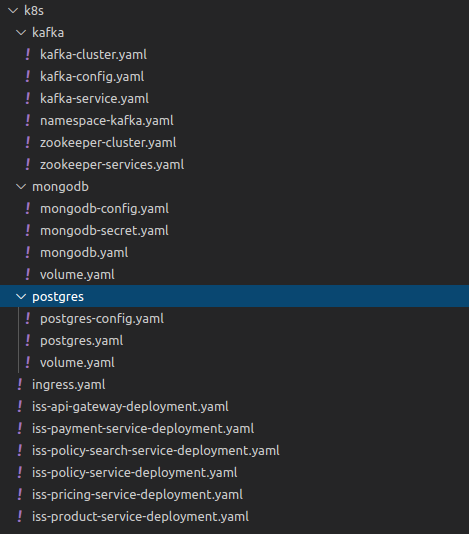 k8s
kafka
kafka-cluster.yaml
kafka-config.yaml
kafka-service.yaml
namespace-kafka.yaml
zookeeper-cluster.yaml
zookeeper-services.yaml
mongodb
mongodb-config.yaml
mongodb-secret.yaml
mongodb.yaml
volume.yaml
postgres
postgres-config.yaml
postgres.yaml
volume.yaml
ingress.yaml
iss-api-gateway-deployment.yaml
iss-payment-service-deployment.yaml
iss-policy-search-service-deployment.yaml
iss-policy-service-deployment.yaml
iss-pricing-service-deployment.yaml
iss-product-service-deployment.yaml